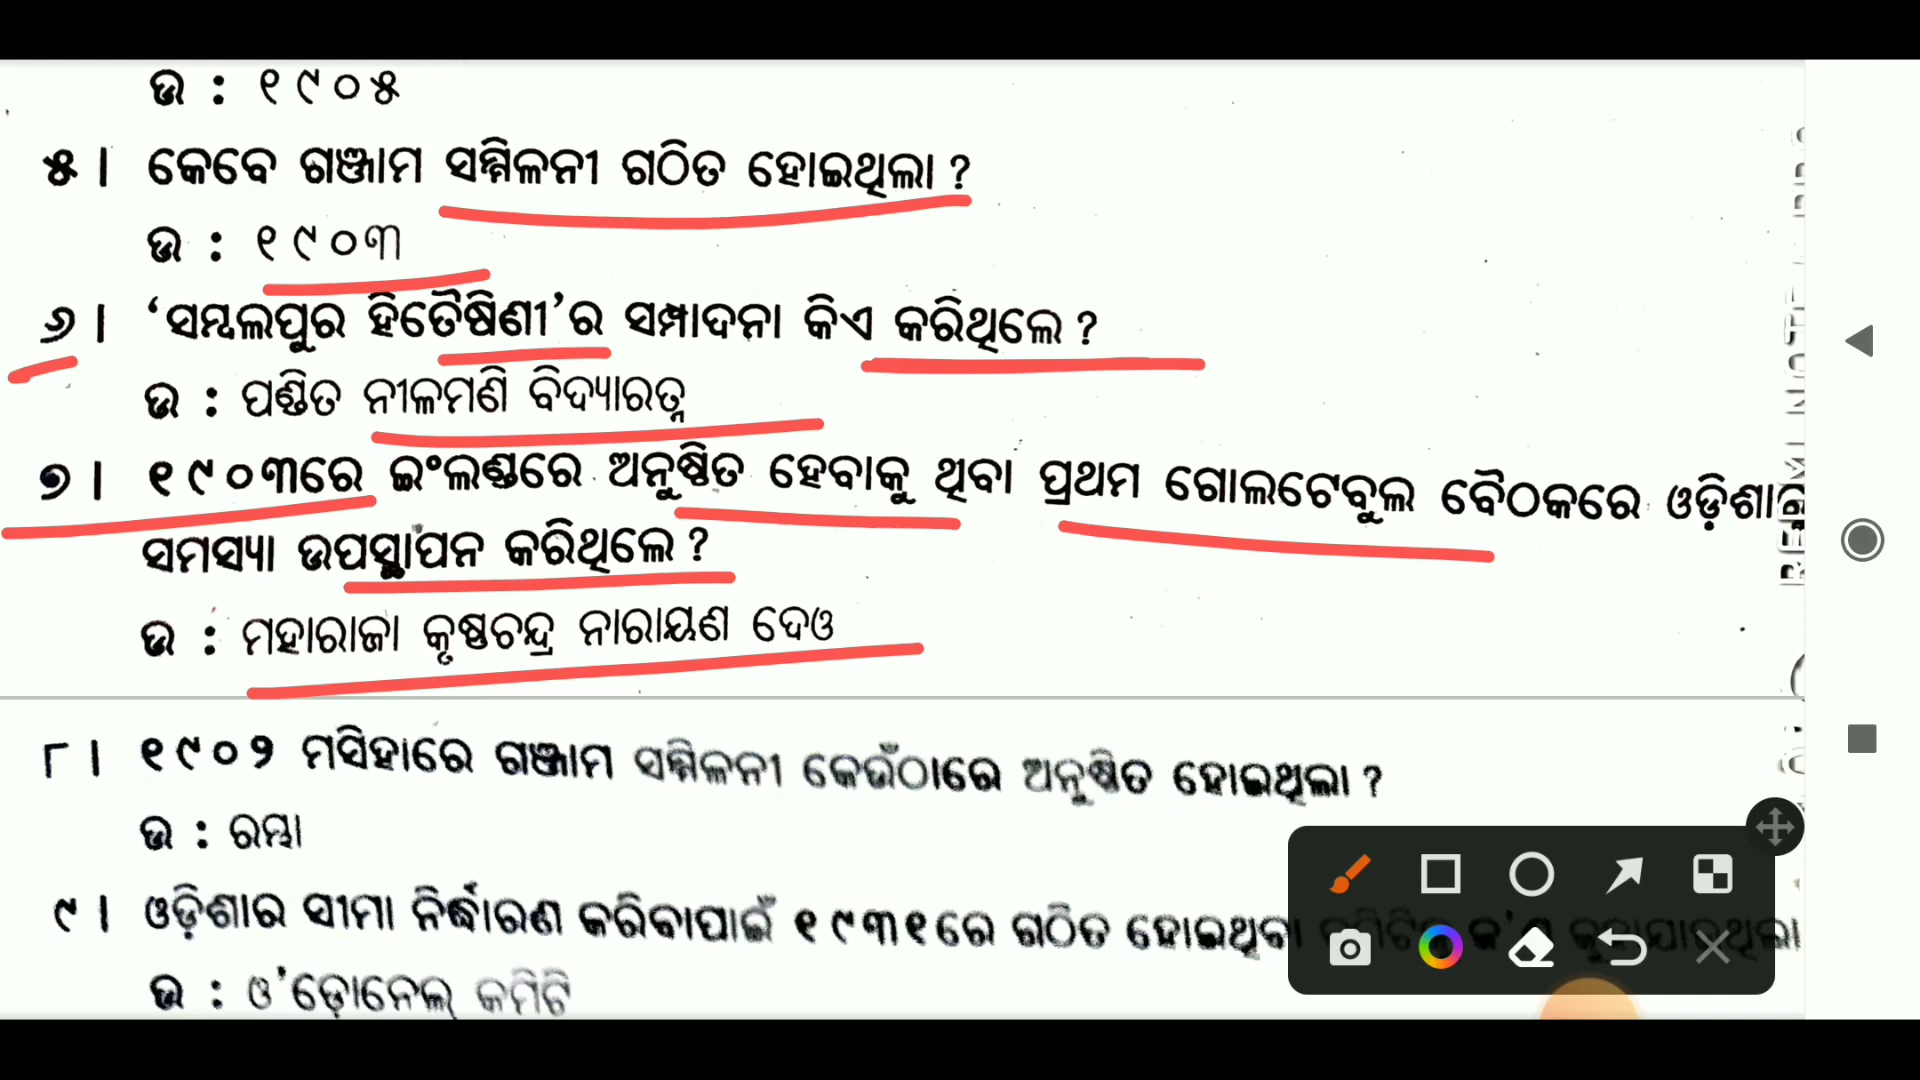 ଉ : ୧୯୦୫
୫। କେବେ ଗଞ୍ଜାମ ସମ୍ମିଳନୀ ଗଠିତ ହୋଇଥିଲା ?
ଉ : ୧୯୦୩
୬। ‘ସମ୍ବଲପୁର ହିତୈଷିଣୀ’ର ସମ୍ପାଦନା କିଏ କରିଥିଲେ ?
ଉ : ପଣ୍ଡିତ ନୀଳମଣି ବିଦ୍ୟାରତ୍ନ
୭। ୧୯୦୩ରେ ଇଂଲଣ୍ଡରେ ଅନୁଷ୍ଠିତ ହେବାକୁ ଥିବା ପ୍ରଥମ ଗୋଲଟେବୁଲ ବୈଠକରେ ଓଡ଼ିଶାର
ସମସ୍ୟା ଉପସ୍ଥାପନ କରିଥିଲେ ?
ଉ : ମହାରାଜା କୃଷ୍ଣଚନ୍ଦ୍ର ନାରାୟଣ ଦେଓ
୮। ୧୯୦୨ ମସିହାରେ ଗଞ୍ଜାମ ସମ୍ମିଳନୀ କେଉଁଠାରେ ଅନୁଷ୍ଠିତ ହୋଇଥିଲା ?
ଉ : ରମ୍ଭା
୯। ଓଡ଼ିଶାର ସୀମା ନିର୍ଦ୍ଧାରଣ କରିବାପାଇଁ ୧୯୩୧ରେ ଗଠିତ ହୋଇଥିବା
ଉ : ଓ'ଡୋନେଲ୍ କମିଟି